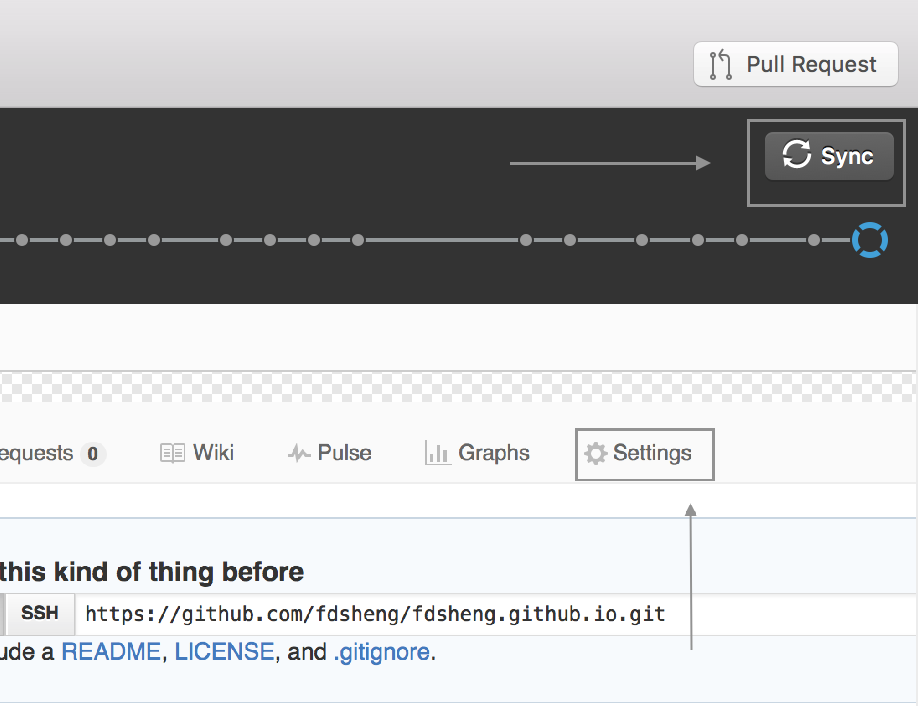 Pull Request
Sync
equests 0
Wiki
Pulse
Graphs
Settings
this kind of thing before
SSH https://github.com/fdsheng/fdsheng.github.io.git
ude a README, LICENSE, and .gitignore.